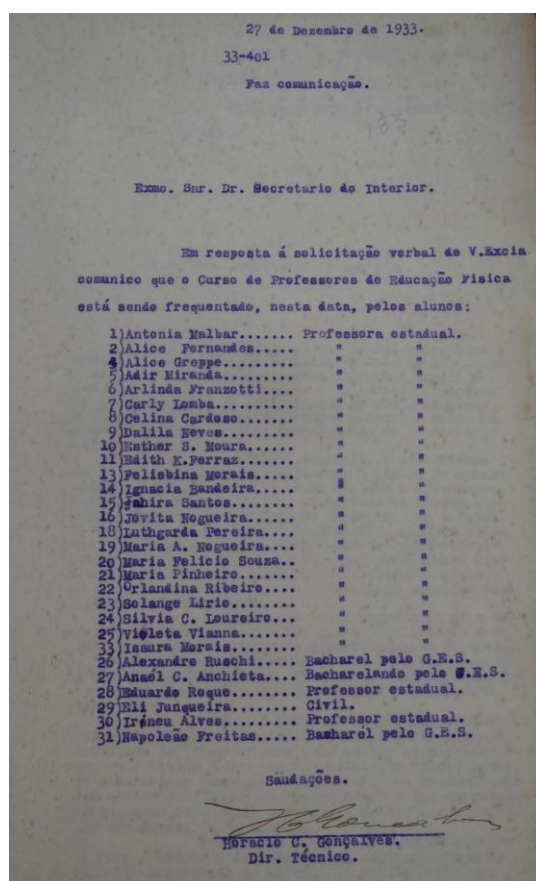 27 de Dezembro de 1933.
33-401
Faz comunicação.
183
Exmo. Snr. Dr. Secretario do Interior.
Em resposta á solicitação verbal de V.Excia
comunico que o Curso de Professores de Educação Fisica
está sendo frequentado, nesta data, pelos alunos:
1)Antonia Malbar....... Professora estadual.
2)Alice Fernandes..... " "
4)Alice Greppe........ " "
5)Adir Miranda........ " "
6)Arlinda Franzotti.... " "
7)Carly Lomba......... " "
8)Celina Cardoso....... " "
9)Dalila Neves........ " "
10)Esther S. Moura..... " "
11)Edith K.Ferraz...... " "
13)Felisbina Morais.... " "
14)Ignacia Bandeira.... " "
15)Jahira Santos....... " "
16)Jovita Nogueira...... " "
18)Luthgarda Pereira.... " "
19)Maria A. Nogueira.... " "
20)Maria Felicio Souza.. " "
21)Maria Pinheiro...... " "
22)Orlandina Ribeiro.... " "
23)Solange Lirio....... " "
24)Silvia C. Loureiro... " "
25)Violeta Vianna...... " "
33)Isaura Morais....... " "
26)Alexandre Ruschi.... Bacharel pelo G.E.S.
27)Anaél C. Anchieta.... Bacharelando pelo G.E.S.
28)Eduardo Roque....... Professor estadual.
29)Eli Junqueira....... Civil.
30)Irineu Alves........ Professor estadual.
31)Napoleão Freitas..... Bacharel pelo G.E.S.
Saudações.
Horacio C. Gonçalves.
Dir. Técnico.